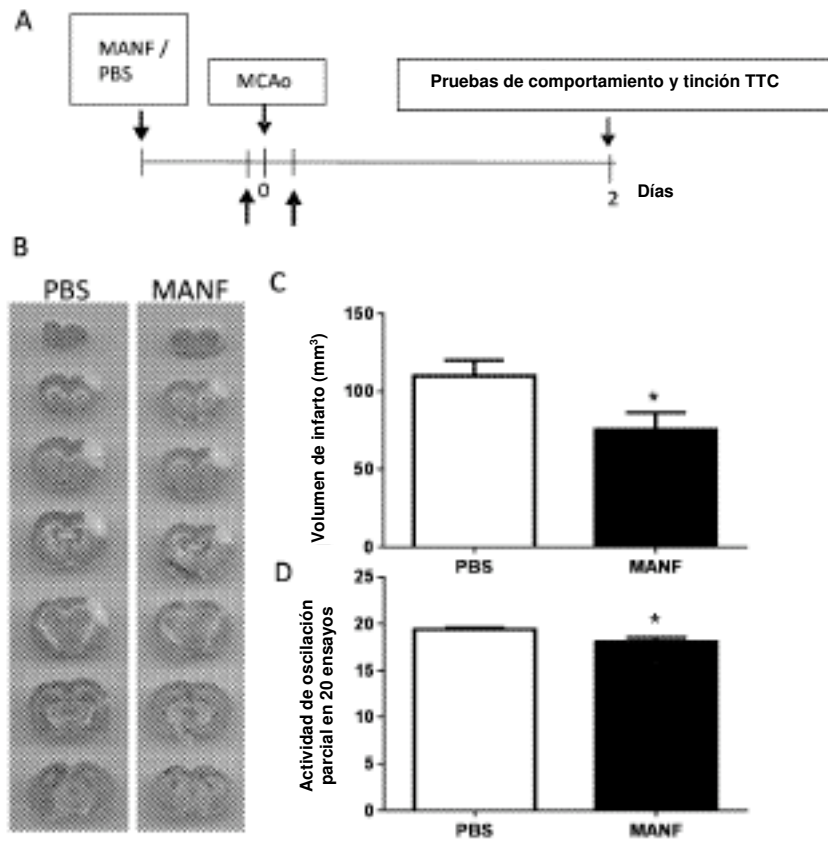 A
MANF /
PBS
MCAo
Pruebas de comportamiento y tinción TTC
0
2
Días
B
PBS
MANF
C
Volumen de infarto (mm³)
150
100
50
0
*
PBS
MANF
D
Actividad de oscilación
parcial en 20 ensayos
25
20
15
10
5
0
*
PBS
MANF